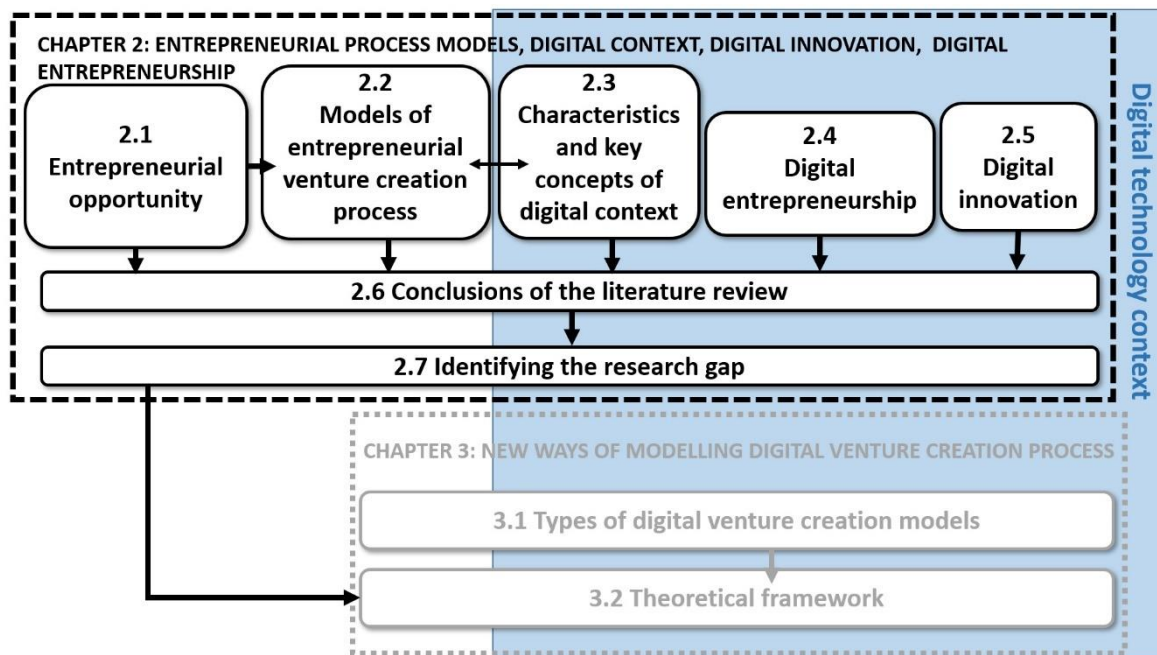 CHAPTER 2: ENTREPRENEURIAL PROCESS MODELS, DIGITAL CONTEXT, DIGITAL INNOVATION, DIGITAL
ENTREPRENEURSHIP
2.1
Entrepreneurial
opportunity
2.2
Models of
entrepreneurial
venture creation
process
2.3
Characteristics
and key
concepts of
digital context
2.4
Digital
entrepreneurship
2.5
Digital
innovation
2.6 Conclusions of the literature review
2.7 Identifying the research gap
Digital technology context
CHAPTER 3: NEW WAYS OF MODELLING DIGITAL VENTURE CREATION PROCESS
3.1 Types of digital venture creation models
3.2 Theoretical framework